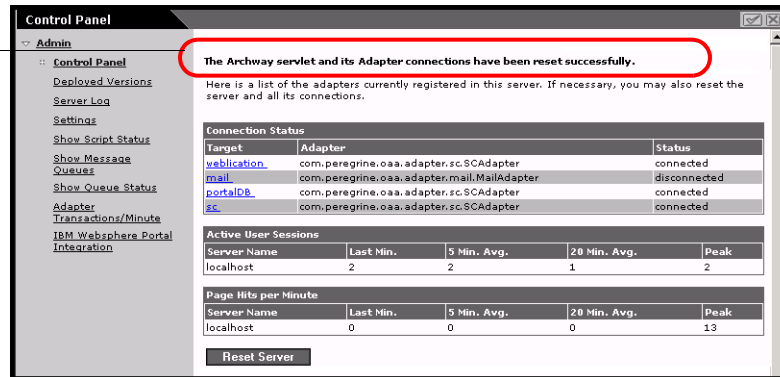 Control Panel
Admin
Control Panel
Deployed Versions
Server Log
Settings
Show Script Status
Show Message
Queues
Show Queue Status
Adapter
Transactions/Minute
IBM Websphere Portal
Integration
The Archway servlet and its Adapter connections have been reset successfully.
Here is a list of the adapters currently registered in this server. If necessary, you may also reset the
server and all its connections.
Connection Status
Target Adapter Status
weblication com.peregrine.oaa.adapter.sc.SCAdapter connected
mail com.peregrine.oaa.adapter.mail.MailAdapter disconnected
portalDB com.peregrine.oaa.adapter.sc.SCAdapter connected
sc com.peregrine.oaa.adapter.sc.SCAdapter connected
Active User Sessions
Server Name Last Min. 5 Min. Avg. 20 Min. Avg. Peak
localhost 2 2 1 2
Page Hits per Minute
Server Name Last Min. 5 Min. Avg. 20 Min. Avg. Peak
localhost 0 0 0 13
Reset Server